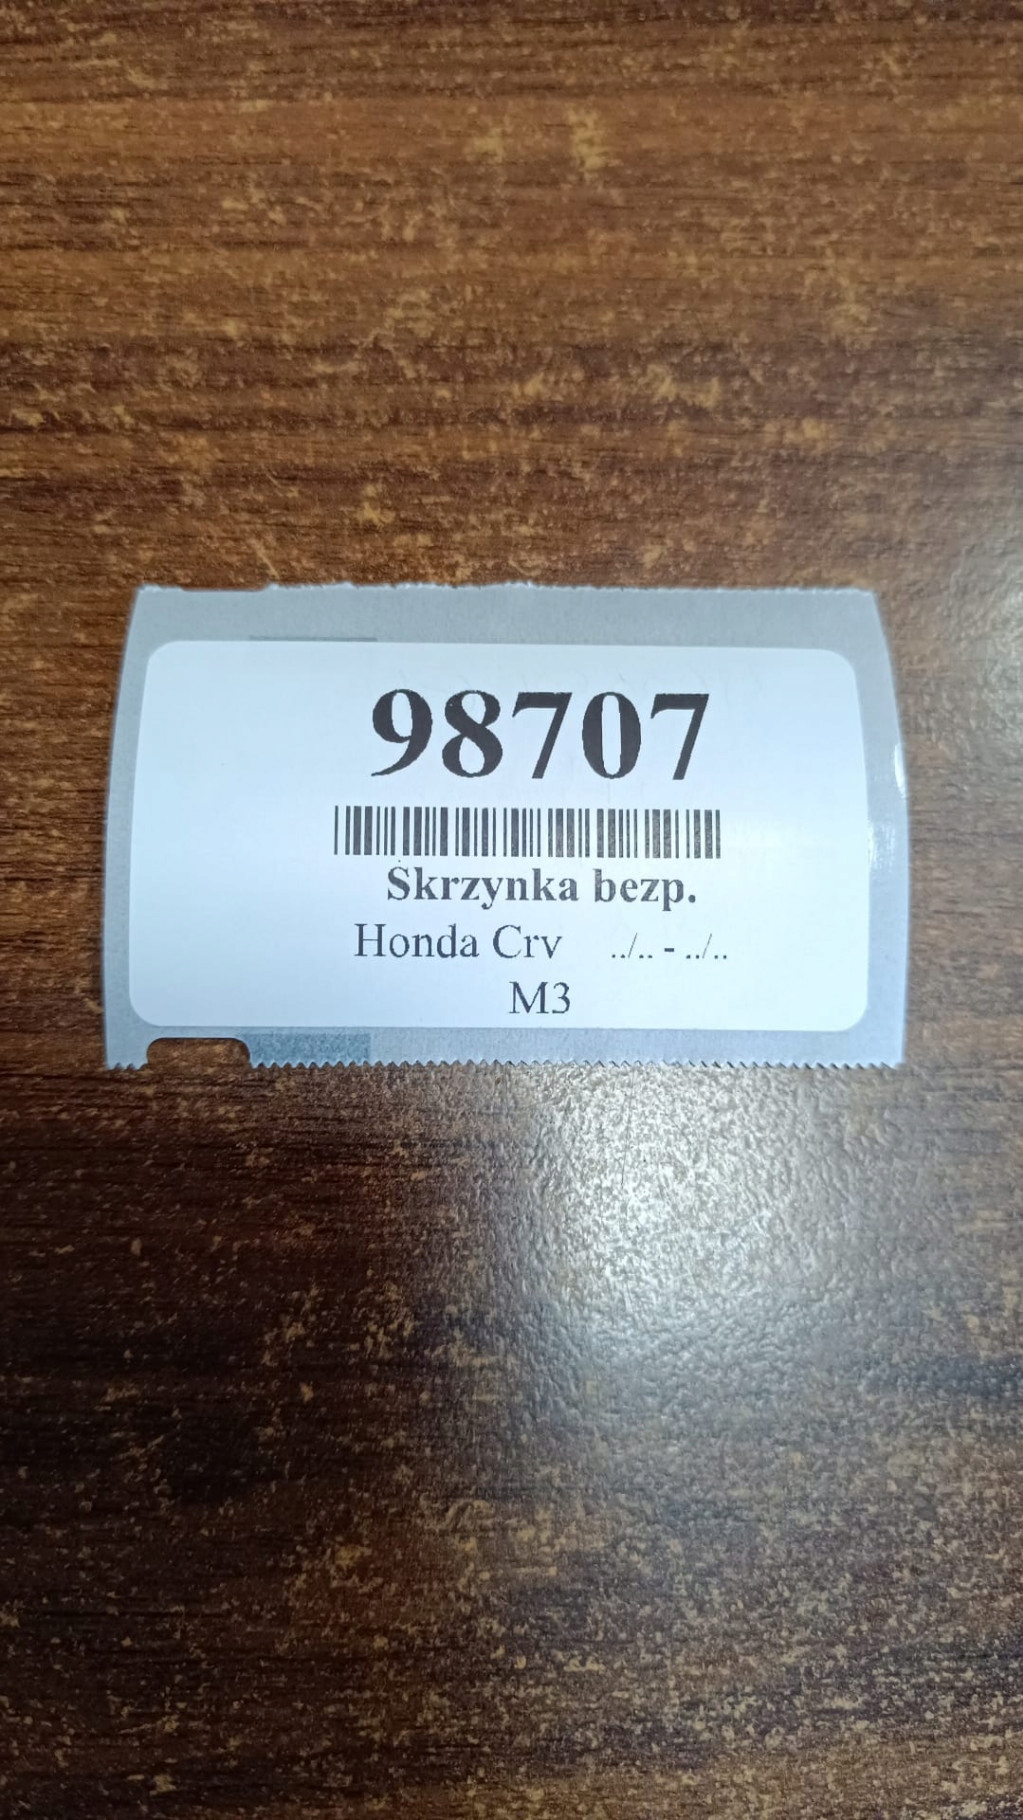 98707
Skrzynka bezp.
Honda Crv ../.. - ../..
M3